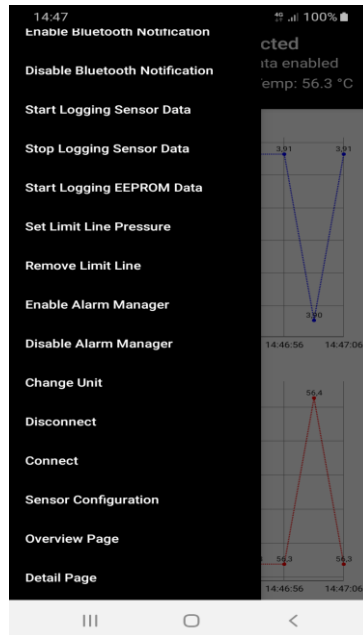 14:47
4G 100%
Enable Bluetooth Notification
cted
Disable Bluetooth Notification
ata enabled
Temp: 56.3 °C
Start Logging Sensor Data
Stop Logging Sensor Data
3,91 3,91
Start Logging EEPROM Data
Set Limit Line Pressure
Remove Limit Line
Enable Alarm Manager
3,90
Disable Alarm Manager
14:46:56 14:47:06
Change Unit
56,4
Disconnect
Connect
Sensor Configuration
Overview Page
56,3 56,3
Detail Page
14:46:56 14:47:06